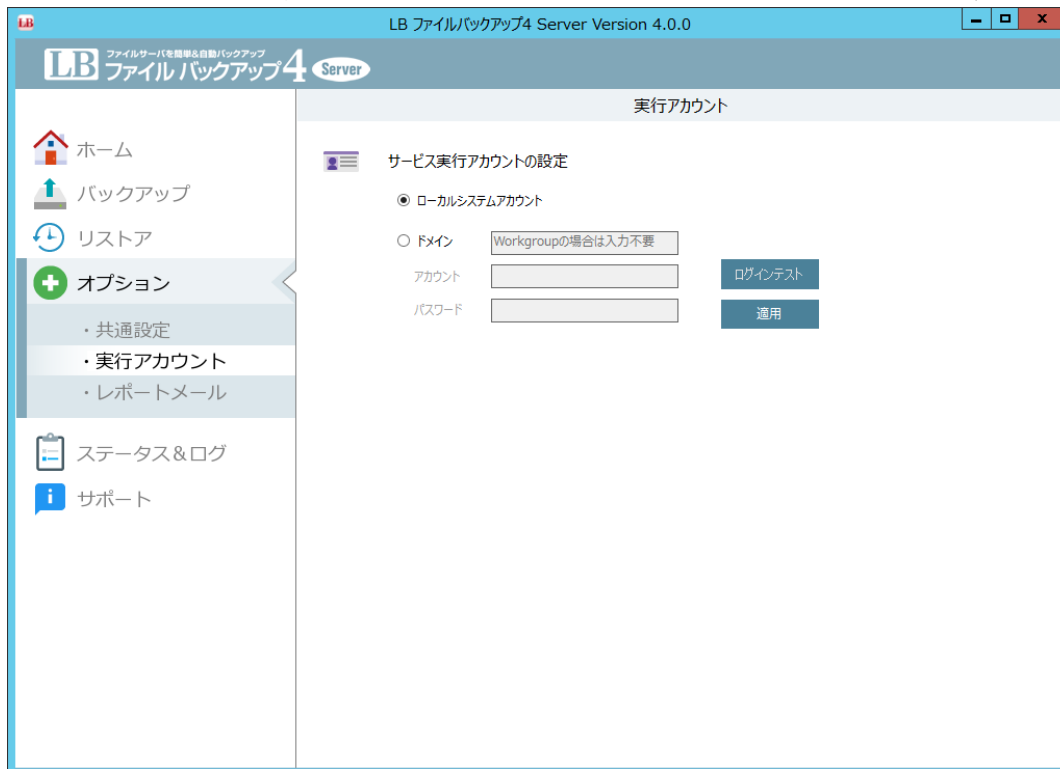 LB ファイルバックアップ4 Server Version 4.0.0
LB ファイルサーバを簡単&自動バックアップ
ファイル バックアップ4 Server
実行アカウント
ホーム
バックアップ
リストア
オプション
・共通設定
・実行アカウント
・レポートメール
ステータス&ログ
サポート
サービス実行アカウントの設定
ローカルシステムアカウント
ドメイン Workgroupの場合は入力不要
アカウント ログインテスト
パスワード 適用